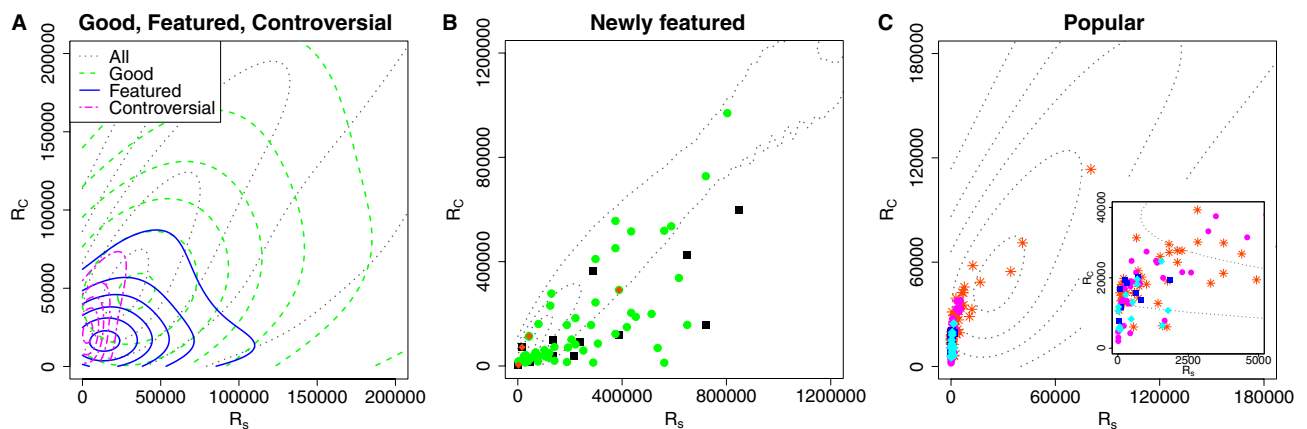 A Good, Featured, Controversial
All
Good
Featured
Controversial
R_C
0 50000 100000 150000 200000
0 50000 100000 150000 200000
R_s
B Newly featured
R_C
0 400000 800000 1200000
0 400000 800000 1200000
R_s
C Popular
R_C
0 60000 120000 180000
0 60000 120000 180000
R_s
R_C
0 20000 40000
0 2500 5000
R_s